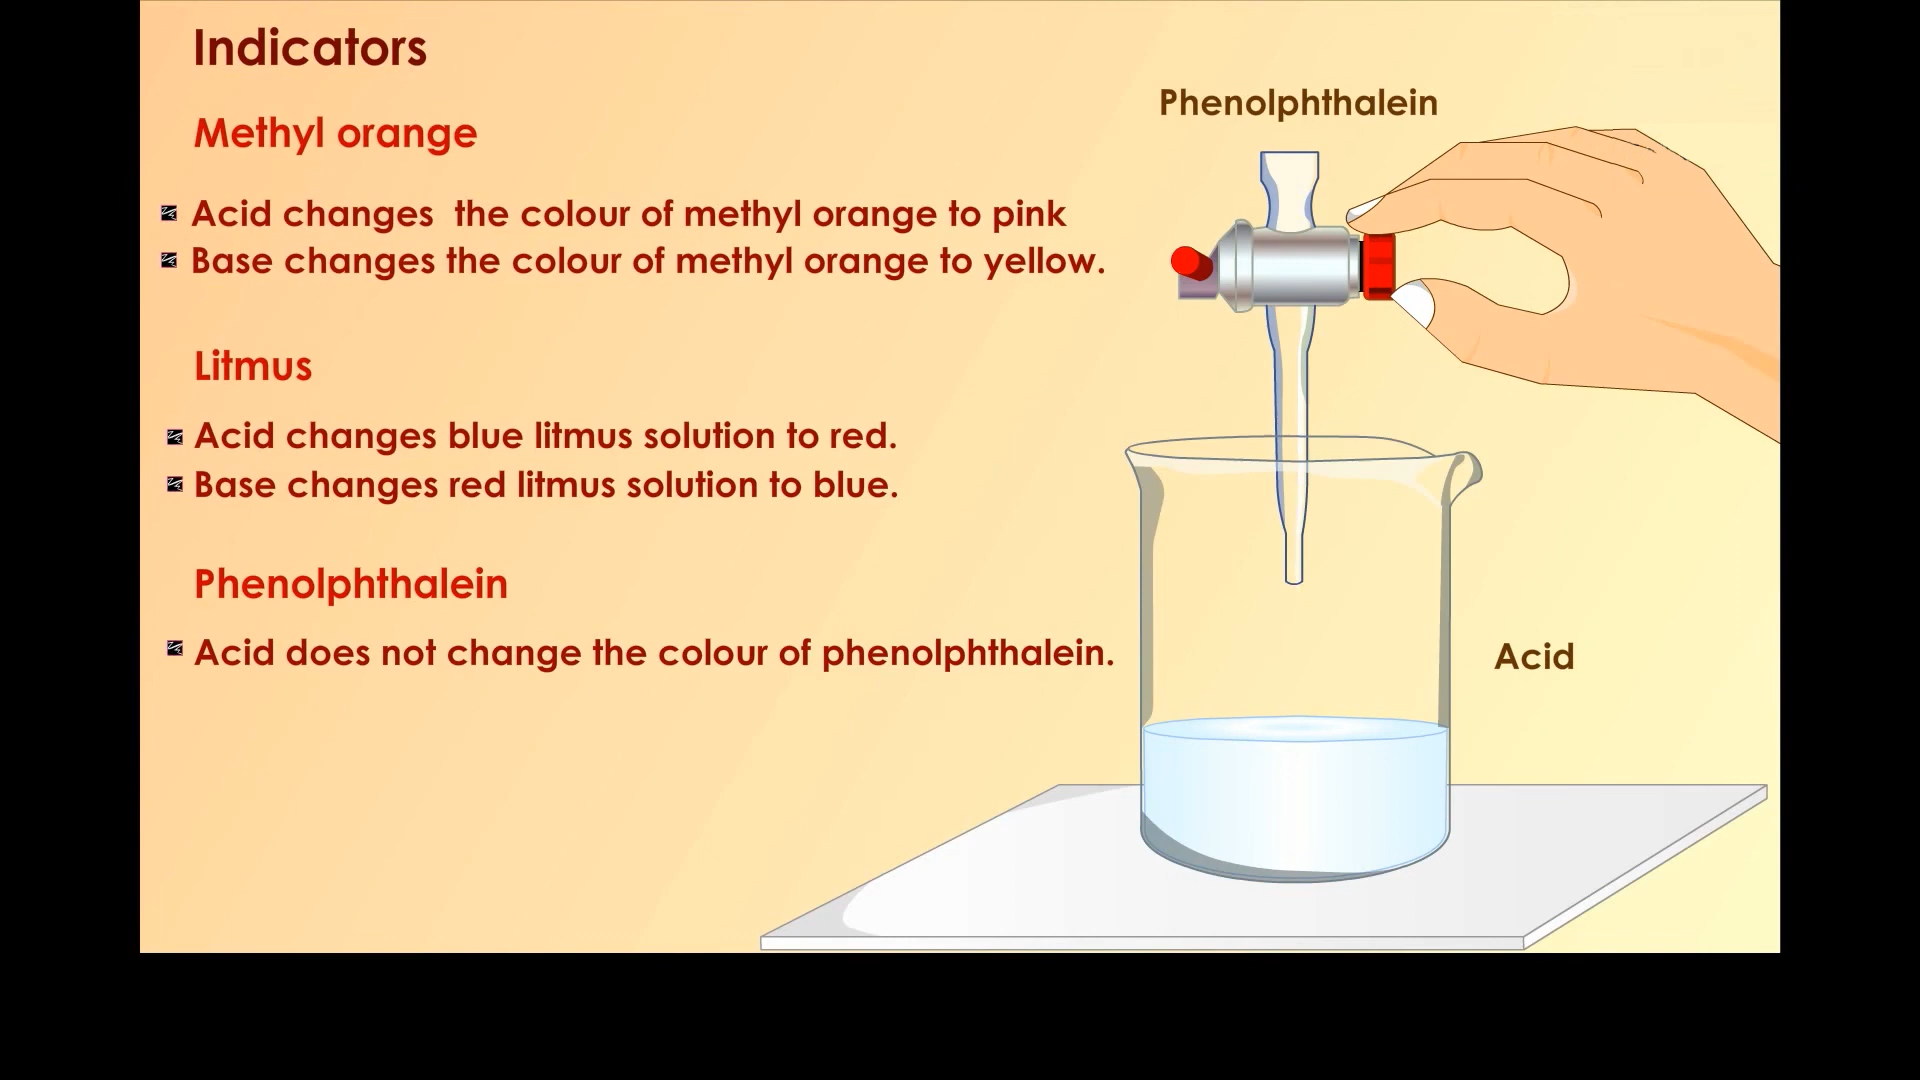 Indicators
Methyl orange
Acid changes  the colour of methyl orange to pink
Base changes the colour of methyl orange to yellow.
Litmus
Acid changes blue litmus solution to red.
Base changes red litmus solution to blue.
Phenolphthalein
Acid does not change the colour of phenolphthalein.
Phenolphthalein
Acid